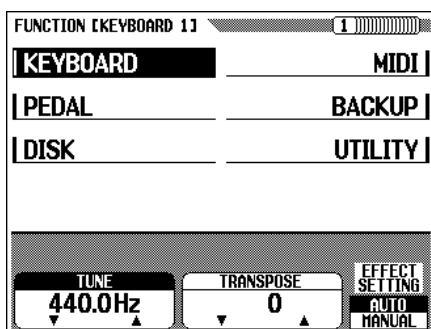 FUNCTION [KEYBOARD 1] 1
KEYBOARD
MIDI
PEDAL
BACKUP
DISK
UTILITY
TUNE
440.0Hz
TRANSPOSE
0
EFFECT
SETTING
AUTO
MANUAL